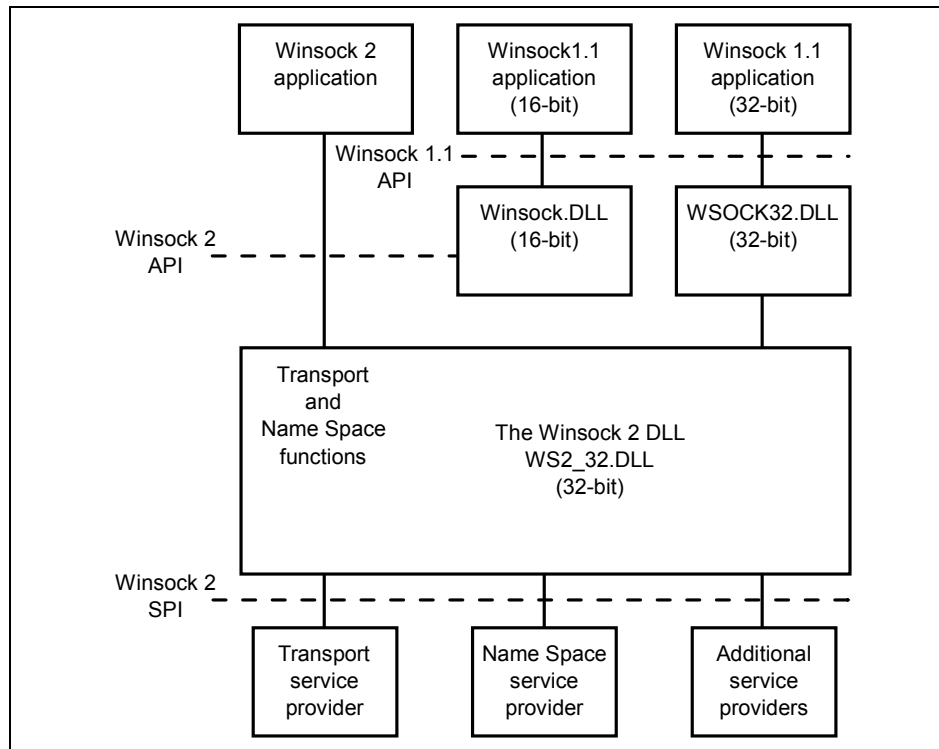 Winsock 2
application
Winsock1.1
application
(16-bit)
Winsock 1.1
application
(32-bit)
Winsock 1.1
API
Winsock.DLL
(16-bit)
WSOCK32.DLL
(32-bit)
Winsock 2
API
Transport
and
Name Space
functions
The Winsock 2 DLL
WS2_32.DLL
(32-bit)
Winsock 2
SPI
Transport
service
provider
Name Space
service
provider
Additional
service
providers